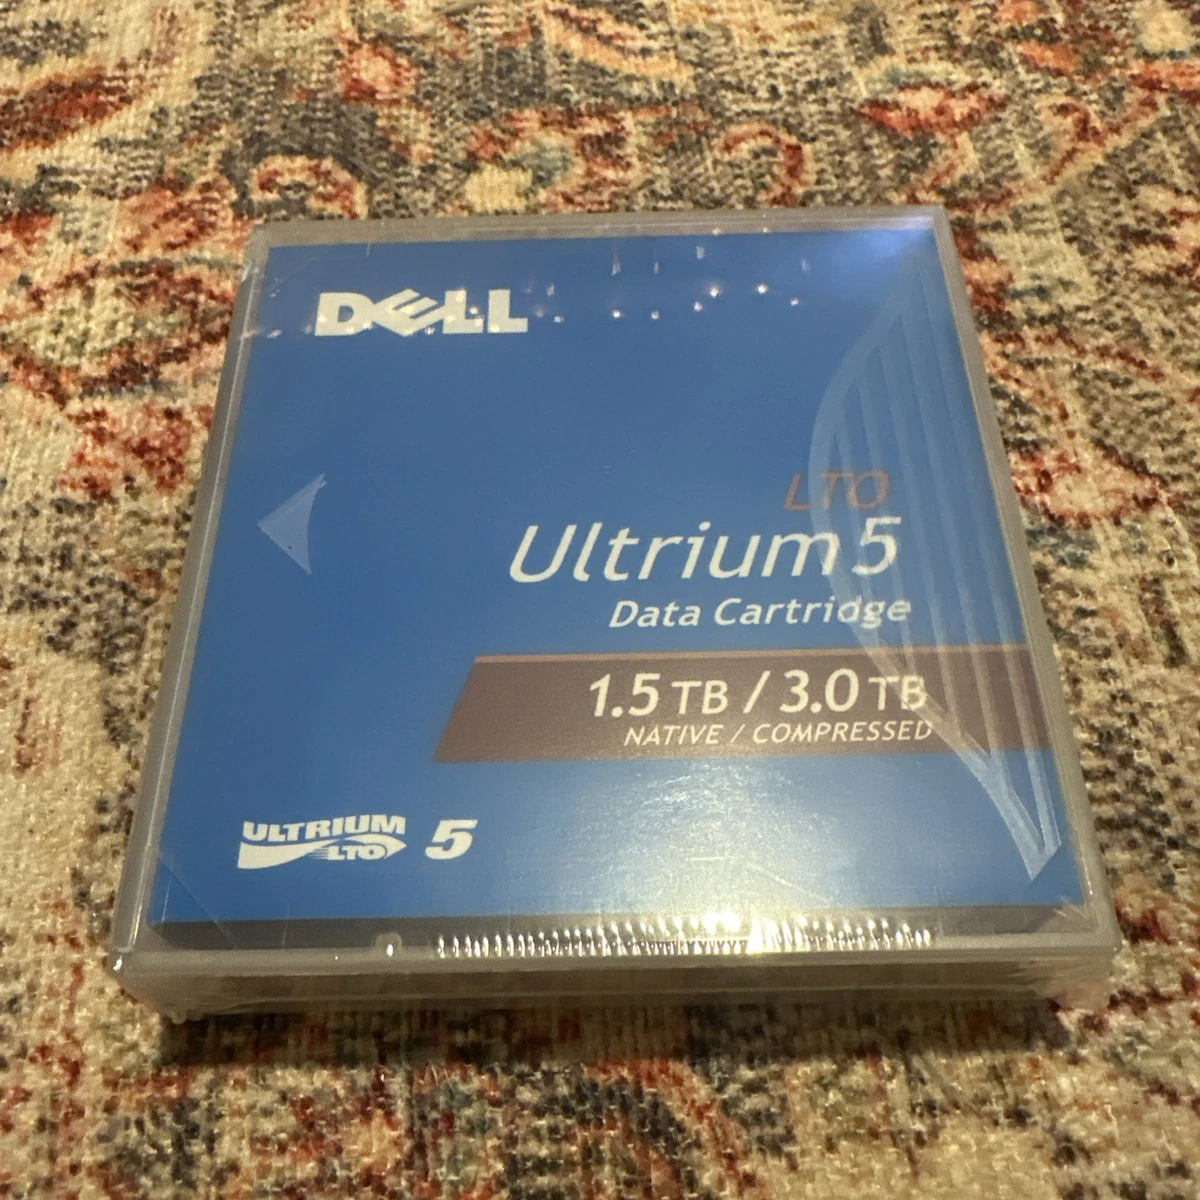 DELL
LTO
Ultrium 5
Data Cartridge
1.5 TB / 3.0 TB
NATIVE / COMPRESSED
ULTRIUM
LTO 5